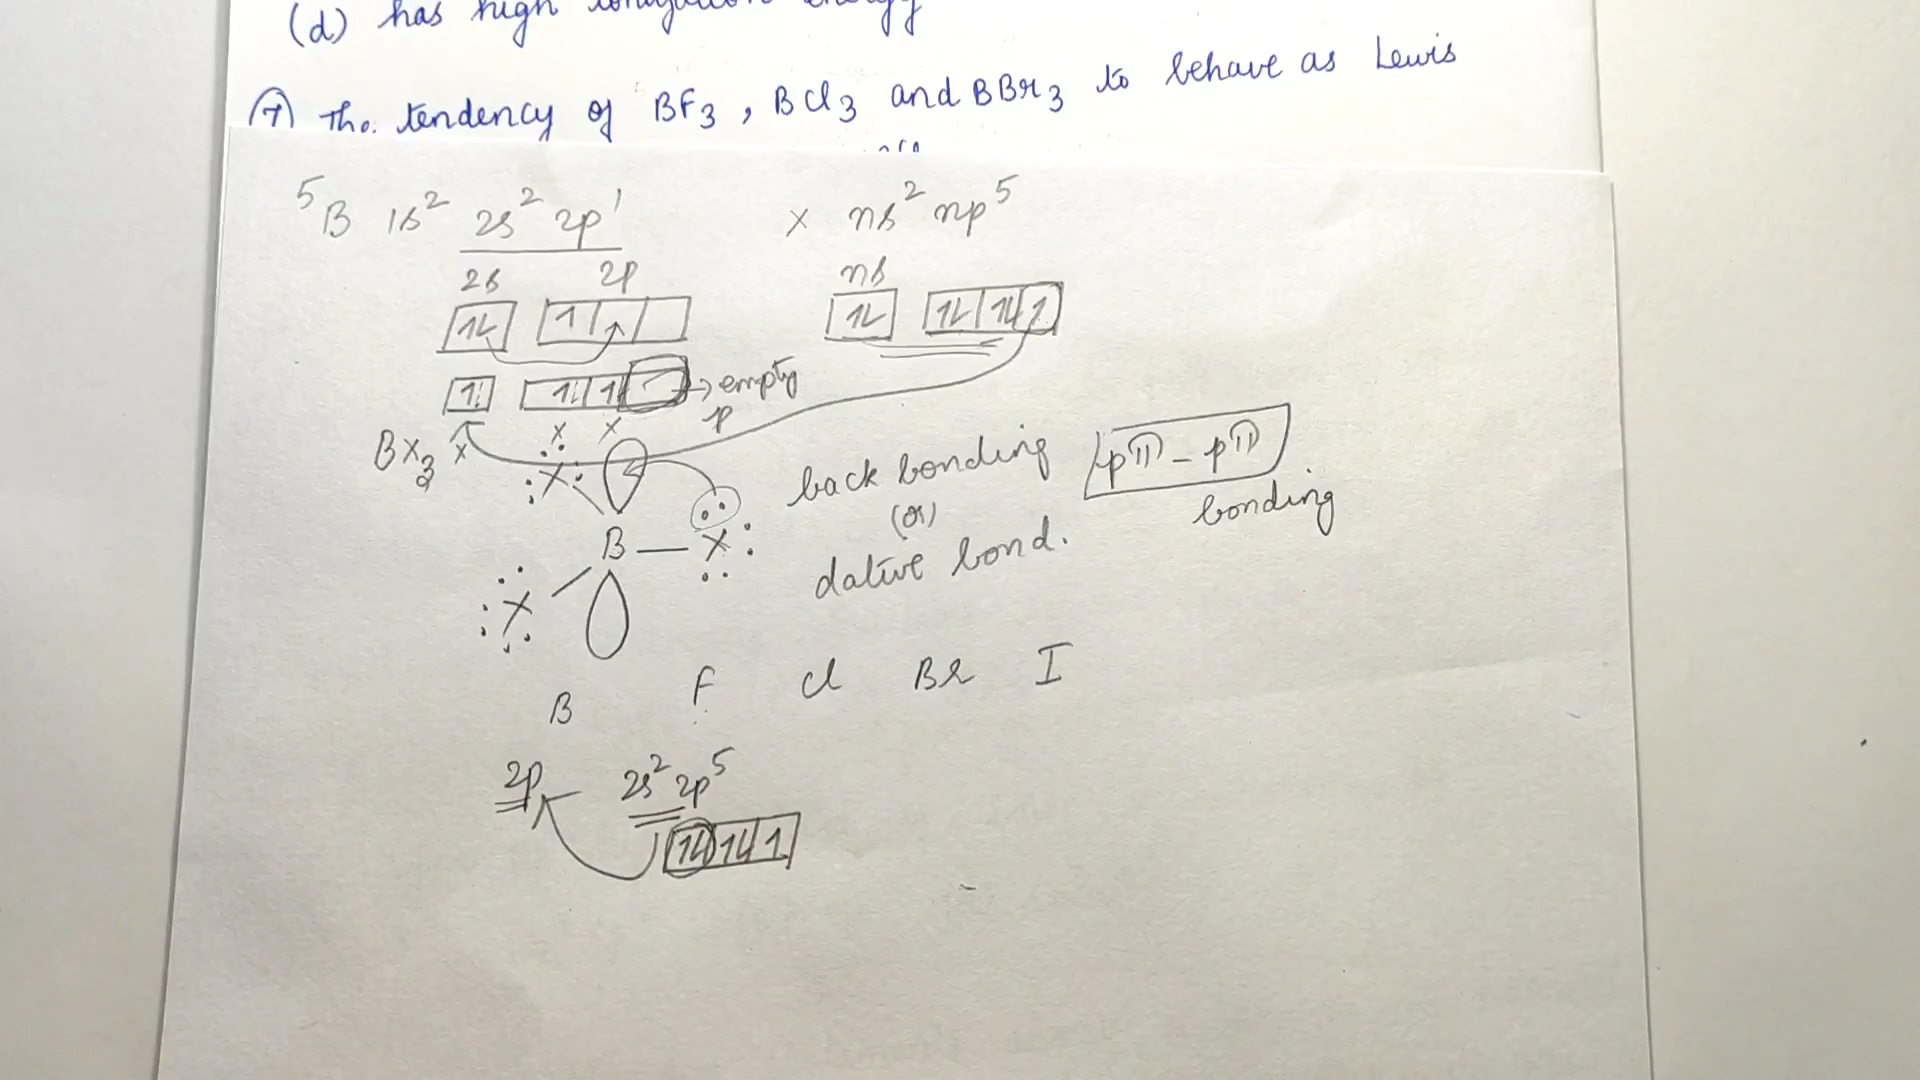 (d) has high ionization energy
⑦ The tendency of BF3, BCl3 and BBr3 to behave as Lewis
5B 1s2 2s2 2p1
X ns2 np5
2s 2p
ns
→ empty
p
BX3 x x x
back bonding
pπ - pπ
(or)
bonding
dative bond.
X
B — X
X
B F Cl Br I
2p 2s2 2p5